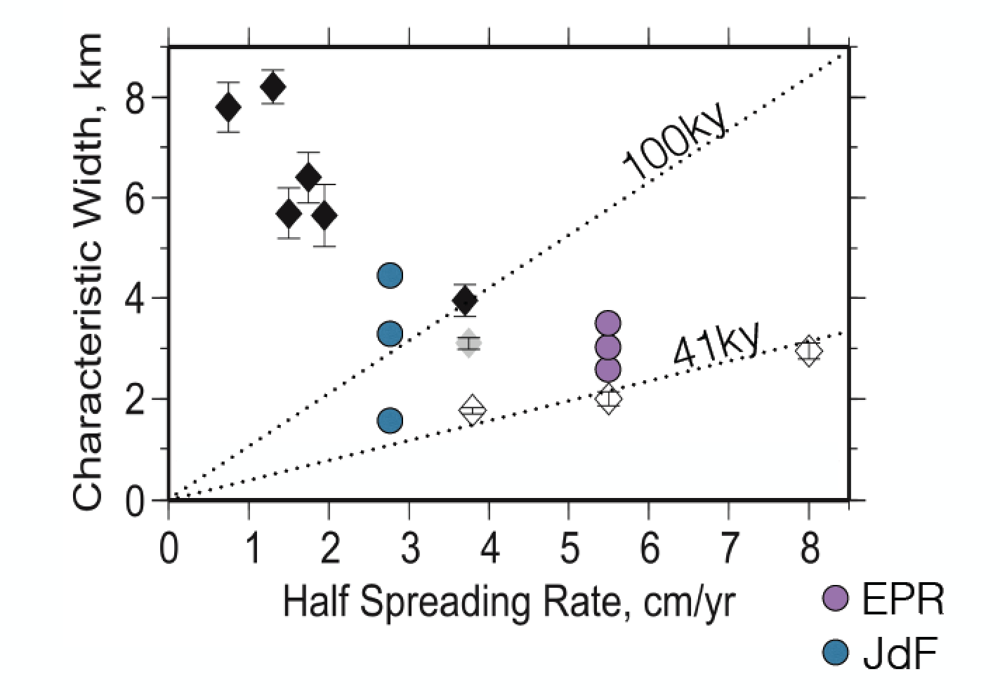 Characteristic Width, km
8
6
4
2
0
100ky
41ky
0 1 2 3 4 5 6 7 8
Half Spreading Rate, cm/yr
EPR
JdF